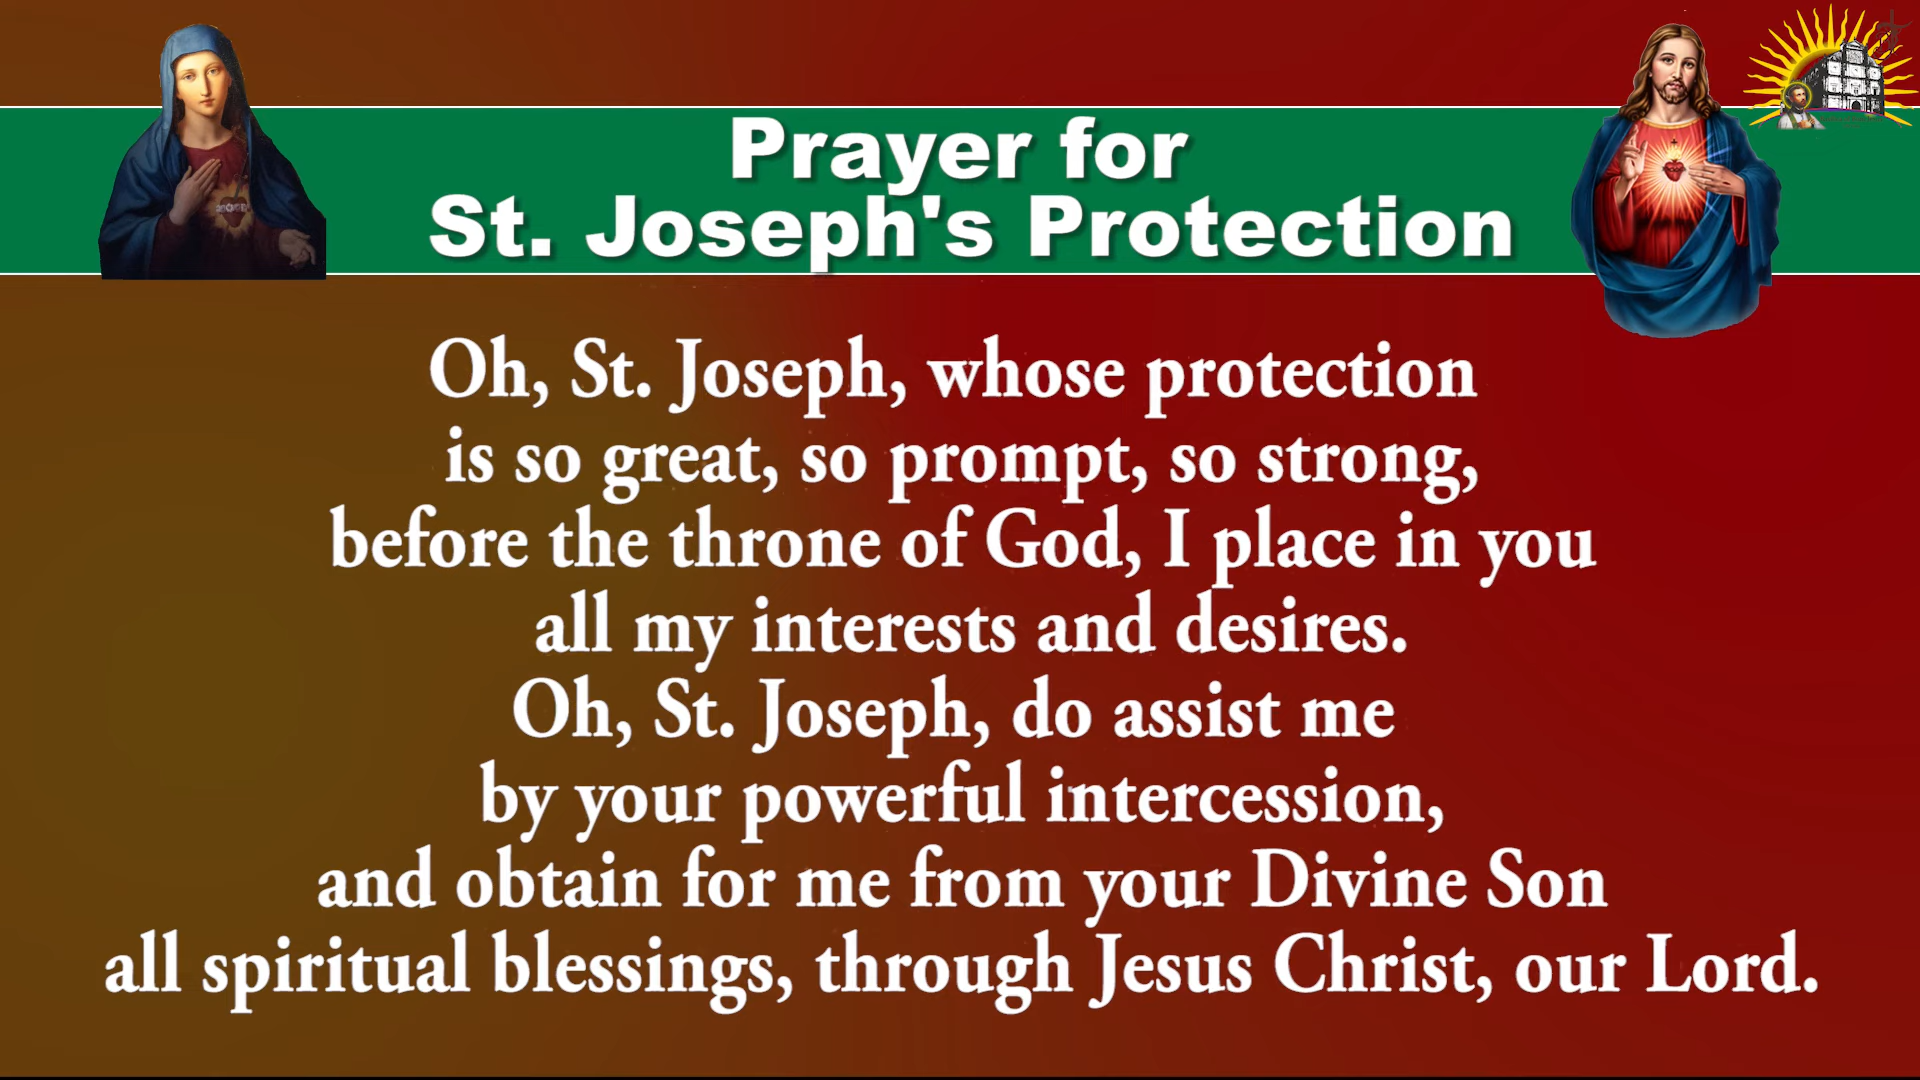 Prayer for
St. Joseph's Protection
Oh, St. Joseph, whose protection
is so great, so prompt, so strong,
before the throne of God, I place in you
all my interests and desires.
Oh, St. Joseph, do assist me
by your powerful intercession,
and obtain for me from your Divine Son
all spiritual blessings, through Jesus Christ, our Lord.